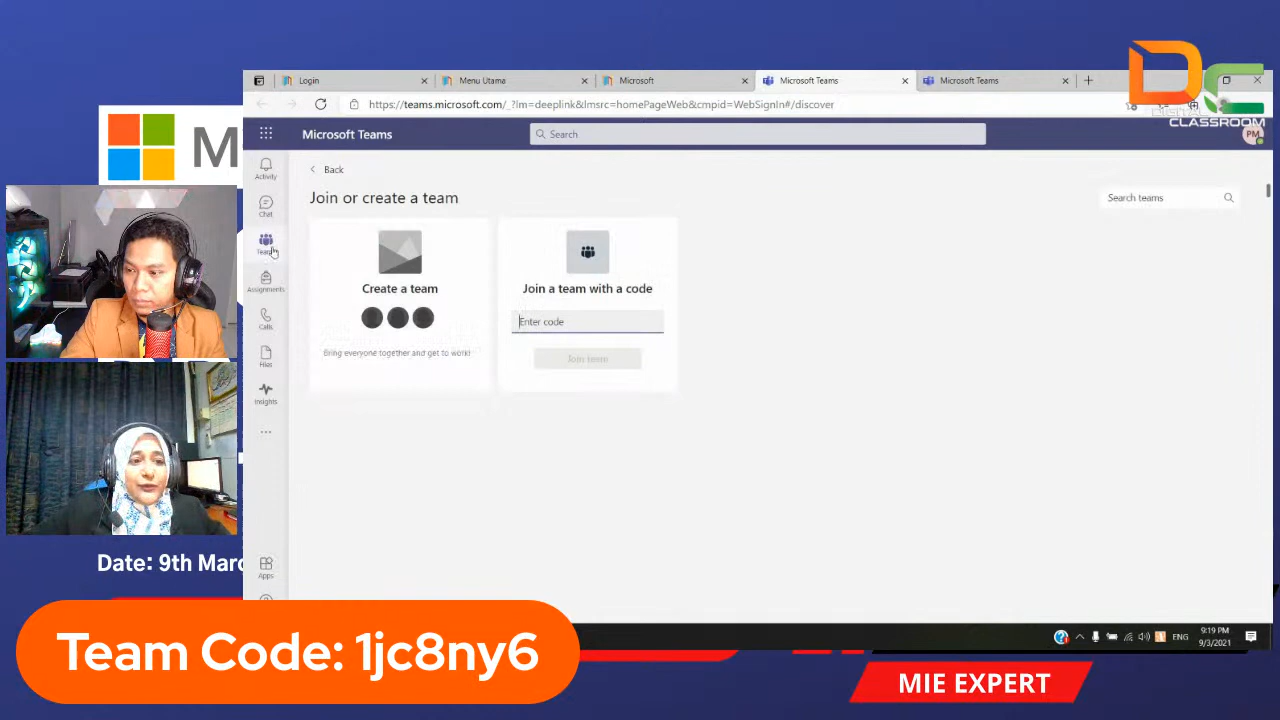 DC
DIGITAL
CLASSROOM
M
Login
Menu Utama
Microsoft
Microsoft Teams
Microsoft Teams
https://teams.microsoft.com/_?lm=deeplink&lmsrc=homePageWeb&cmpid=WebSignIn#/discover
Microsoft Teams
Search
PM
Activity
Chat
Teams
Assignments
Calls
Files
Insights
Apps
Back
Join or create a team
Search teams
Create a team
Bring everyone together and get to work!
Join a team with a code
Enter code
Join team
Date: 9th Marc
Team Code: 1jc8ny6
ENG
9:19 PM
9/3/2021
MIE EXPERT